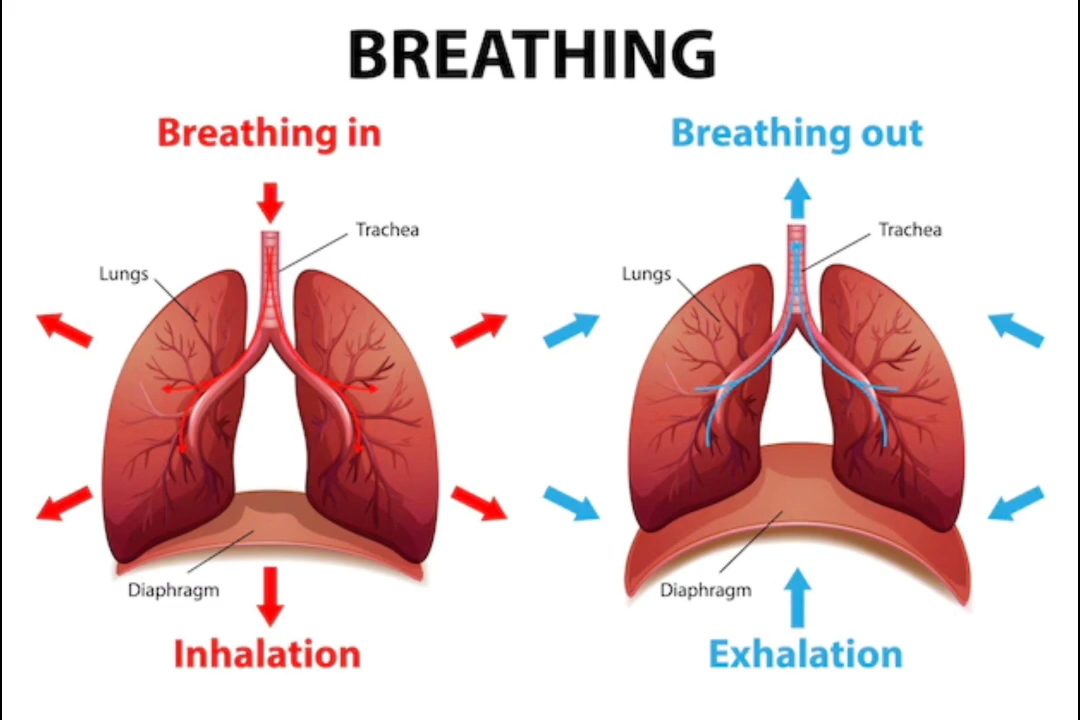 BREATHING
Breathing in
Trachea
Lungs
Diaphragm
Inhalation
Breathing out
Trachea
Lungs
Diaphragm
Exhalation